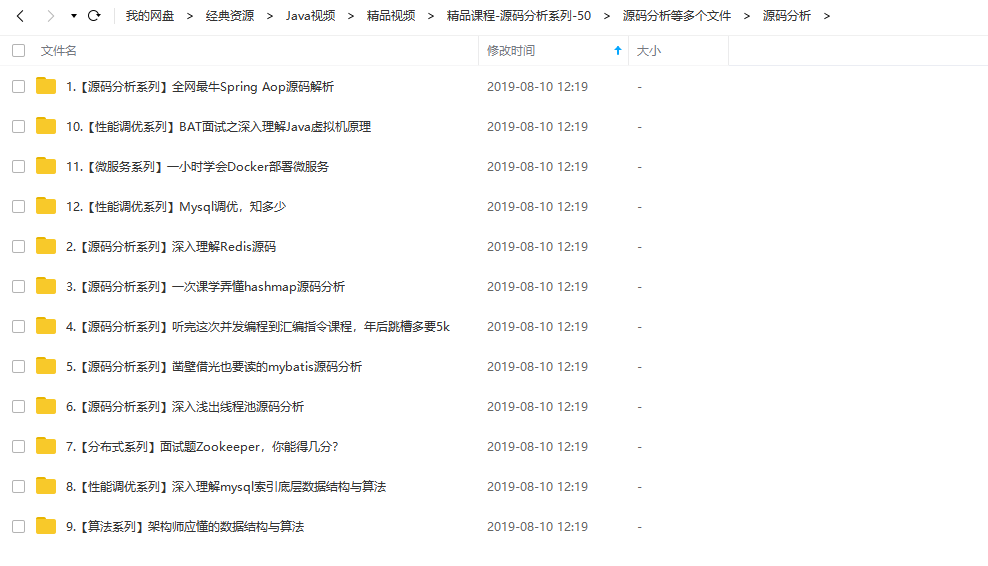 我的网盘 > 经典资源 > Java视频 > 精品视频 > 精品课程-源码分析系列-50 > 源码分析等多个文件 > 源码分析 >
文件名 修改时间 大小
1.【源码分析系列】全网最牛Spring Aop源码解析 2019-08-10 12:19 -
10.【性能调优系列】BAT面试之深入理解Java虚拟机原理 2019-08-10 12:19 -
11.【微服务系列】一小时学会Docker部署微服务 2019-08-10 12:19 -
12.【性能调优系列】Mysql调优，知多少 2019-08-10 12:19 -
2.【源码分析系列】深入理解Redis源码 2019-08-10 12:19 -
3.【源码分析系列】一次课学弄懂hashmap源码分析 2019-08-10 12:19 -
4.【源码分析系列】听完这次并发编程到汇编指令课程，年后跳槽多要5k 2019-08-10 12:19 -
5.【源码分析系列】凿壁借光也要读的mybatis源码分析 2019-08-10 12:19 -
6.【源码分析系列】深入浅出线程池源码分析 2019-08-10 12:19 -
7.【分布式系列】面试题Zookeeper，你能得几分？ 2019-08-10 12:19 -
8.【性能调优系列】深入理解mysql索引底层数据结构与算法 2019-08-10 12:19 -
9.【算法系列】架构师应懂的数据结构与算法 2019-08-10 12:19 -